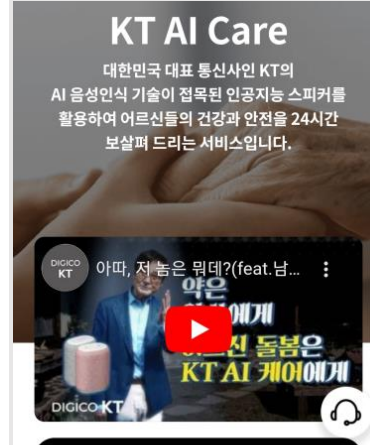 KT AI Care
대한민국 대표 통신사인 KT의
AI 음성인식 기술이 접목된 인공지능 스피커를
활용하여 어르신들의 건강과 안전을 24시간
보살펴 드리는 서비스입니다.
DIGICO
KT
아따, 저 놈은 뭐데?(feat.남...
약은
에게
돌봄은
KT AI 케어에게
DIGICO KT